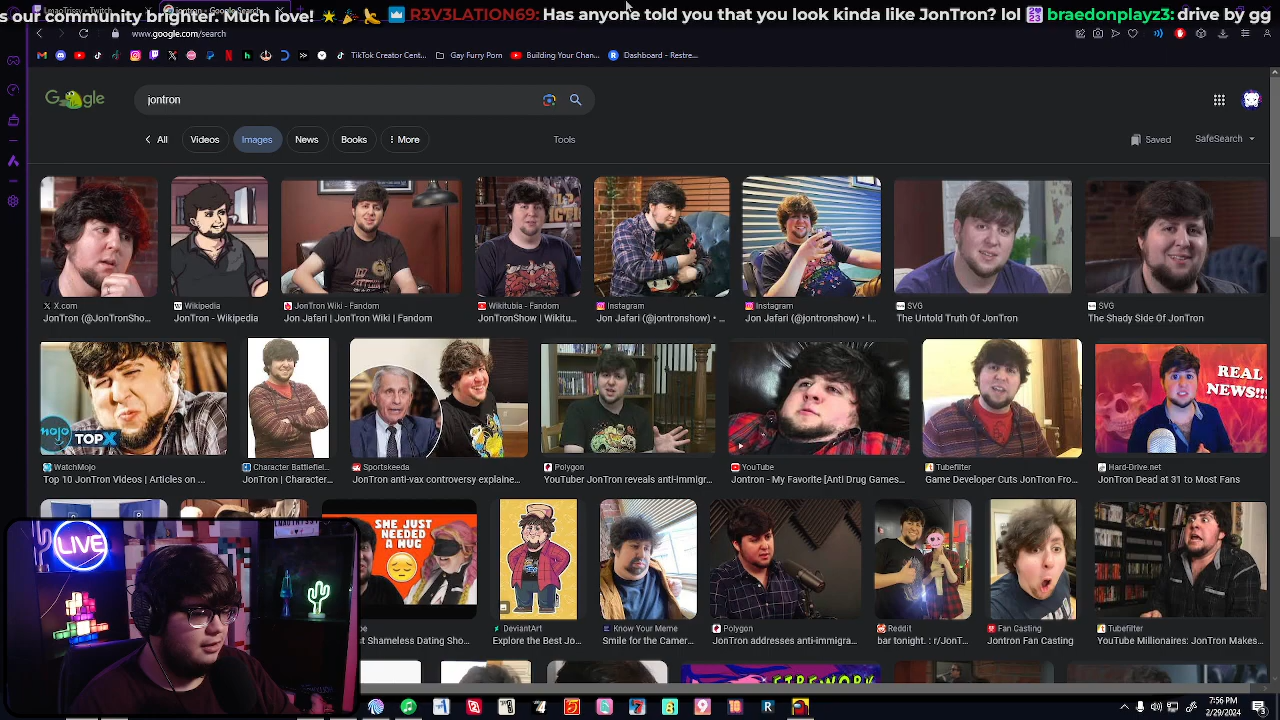 LmaoTrissy - Twitch
s our community brighter. Much love! R3V3LATION69: Has anyone told you that you look kinda like JonTron? lol braedonplayz3: drive by gg
www.google.com/search
TikTok Creator Cent... Gay Furry Porn Building Your Chan... Dashboard - Restre...
Google jontron
All Videos Images News Books More Tools Saved SafeSearch
X.com Wikipedia JonTron Wiki - Fandom Wikitubia - Fandom Instagram Instagram SVG SVG
JonTron (@JonTronSho... JonTron - Wikipedia Jon Jafari | JonTron Wiki | Fandom JonTronShow | Wikitu... Jon Jafari (@jontronshow) • ... Jon Jafari (@jontronshow) • I... The Untold Truth Of JonTron The Shady Side Of JonTron
mojo TOPX
REAL
NEWS!!!
WatchMojo Character Battlefiel... Sportskeeda Polygon YouTube Tubefilter Hard-Drive.net
Top 10 JonTron Videos | Articles on ... JonTron | Character... JonTron anti-vax controversy explaine... YouTuber JonTron reveals anti-immigr... Jontron - My Favorite [Anti Drug Games... Game Developer Cuts JonTron Fro... JonTron Dead at 31 to Most Fans
LIVE
SHE JUST
NEEDED
A HUG
DeviantArt Know Your Meme Polygon Reddit Fan Casting Tubefilter
t Shameless Dating Sho... Explore the Best Jo... Smile for the Camer... JonTron addresses anti-immigra... bar tonight. : r/JonT... Jontron Fan Casting YouTube Millionaires: JonTron Makes...
FIREWORK
7:56 PM
2/29/2024